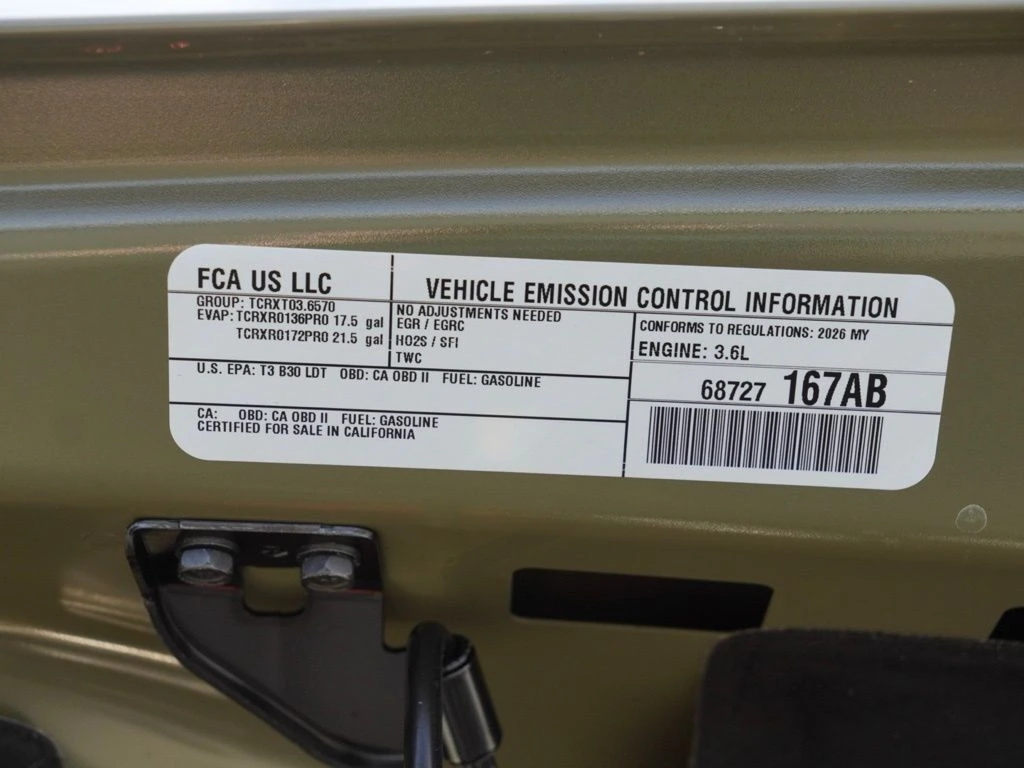 FCA US LLC
VEHICLE EMISSION CONTROL INFORMATION
GROUP: TCRXT03.6570
EVAP: TCRXR0136PR0 17.5 gal
TCRXR0172PR0 21.5 gal
NO ADJUSTMENTS NEEDED
EGR / EGRC
HO2S / SFI
TWC
CONFORMS TO REGULATIONS: 2026 MY
ENGINE: 3.6L
U.S. EPA: T3 B30 LDT OBD: CA OBD II FUEL: GASOLINE
68727 167AB
CA: OBD: CA OBD II FUEL: GASOLINE
CERTIFIED FOR SALE IN CALIFORNIA